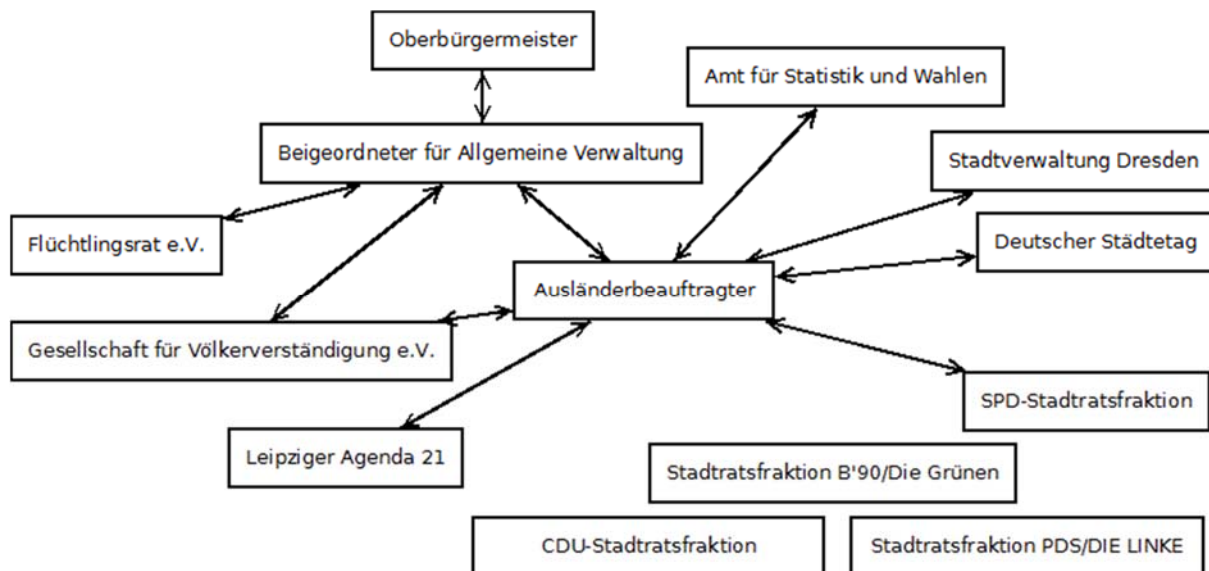 Oberbürgermeister
Amt für Statistik und Wahlen
Beigeordneter für Allgemeine Verwaltung
Stadtverwaltung Dresden
Flüchtlingsrat e.V.
Deutscher Städtetag
Ausländerbeauftragter
Gesellschaft für Völkerverständigung e.V.
SPD-Stadtratsfraktion
Leipziger Agenda 21
Stadtratsfraktion B'90/Die Grünen
CDU-Stadtratsfraktion
Stadtratsfraktion PDS/DIE LINKE